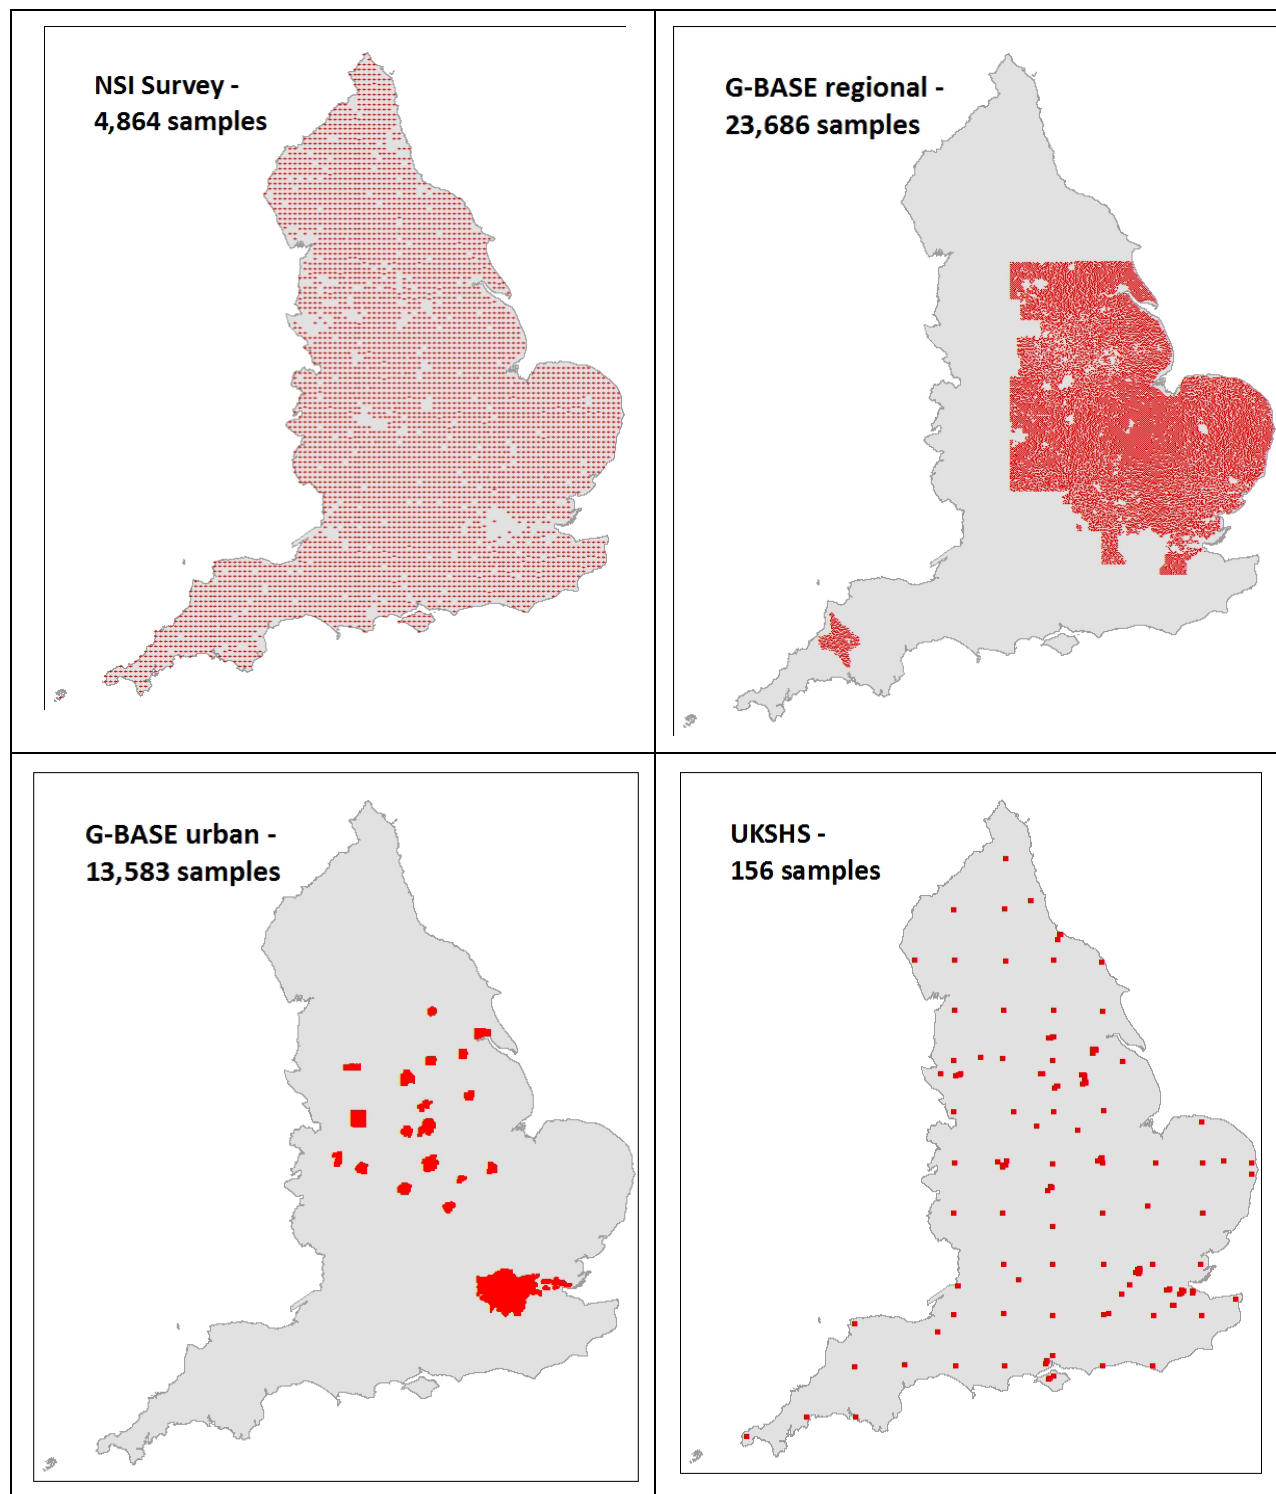 NSI Survey -
4,864 samples
G-BASE regional -
23,686 samples
G-BASE urban -
13,583 samples
UKSHS -
156 samples